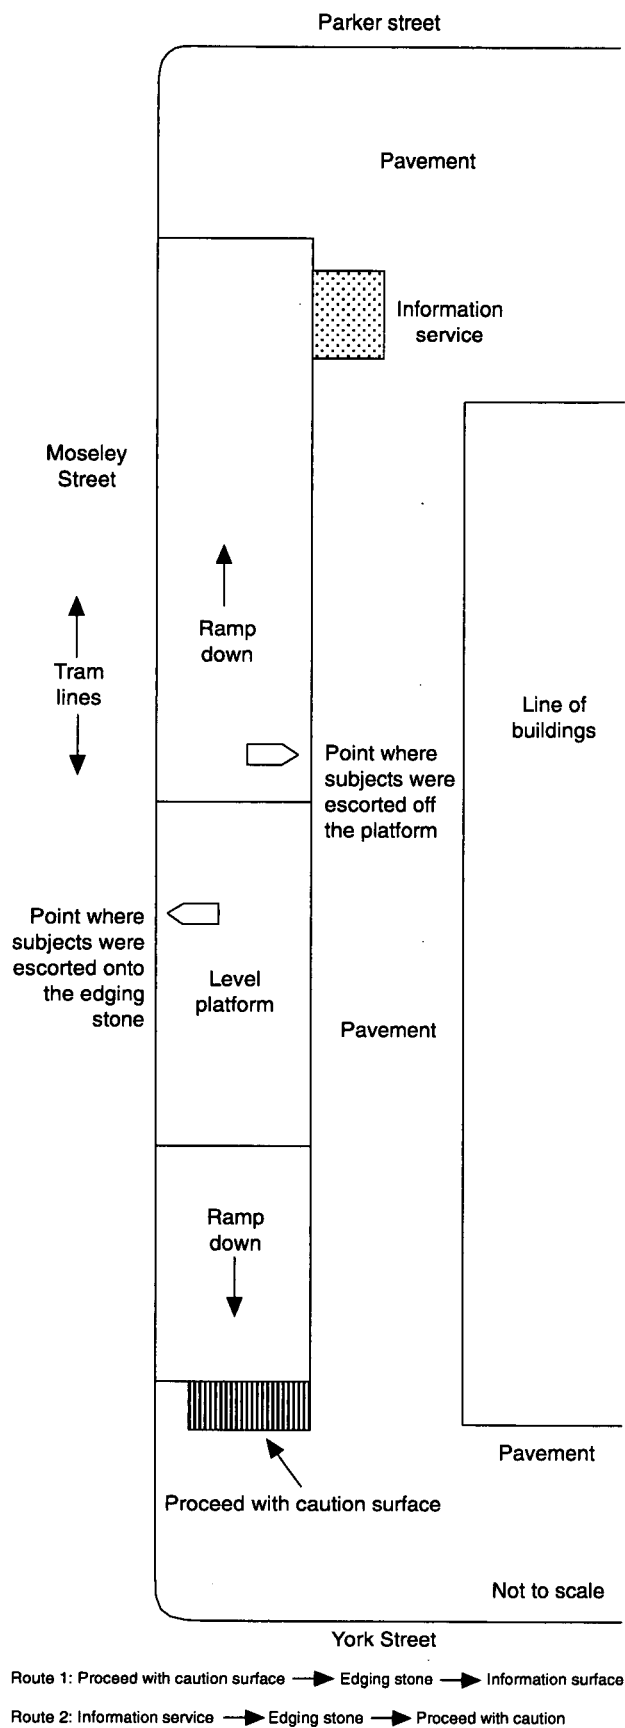 Parker street
Pavement
Information
service
Moseley
Street
Ramp
down
Tram
lines
Line of
buildings
Point where
subjects were
escorted off
the platform
Point where
subjects were
escorted onto
the edging
stone
Level
platform
Pavement
Ramp
down
Pavement
Proceed with caution surface
Not to scale
York Street
Route 1: Proceed with caution surface → Edging stone → Information surface
Route 2: Information service → Edging stone → Proceed with caution